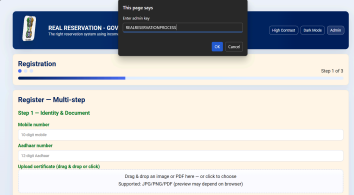 This page says
Enter admin key
REALRESERVATIONPROCESS
OK Cancel
REAL RESERVATION - GOV
The right reservation system using incom
High Contrast Dark Mode Admin
Registration
Step 1 of 3
Register — Multi-step
Step 1 — Identity & Document
Mobile number
10 digit mobile
Aadhaar number
12 digit Aadhaar
Upload certificate (drag & drop or click)
Drag & drop an image or PDF here — or click to choose
Supported: JPG/PNG/PDF (preview may depend on browser)